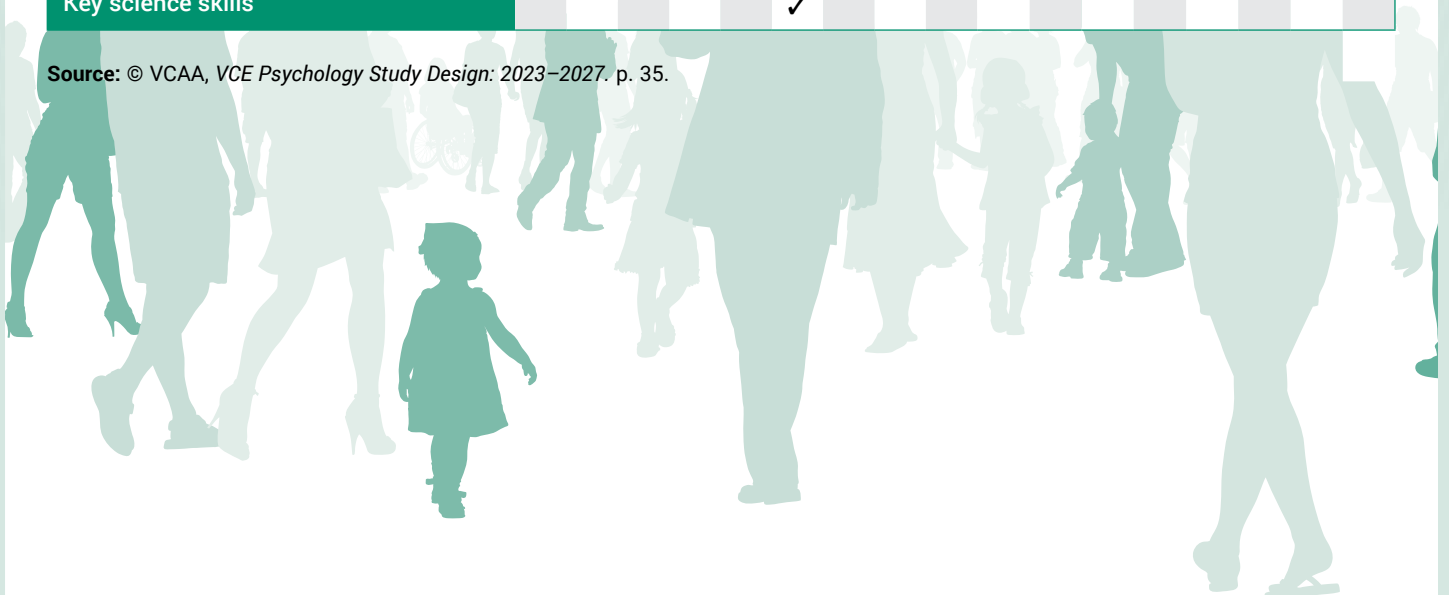 Key science skills ✓
Source: © VCAA, VCE Psychology Study Design: 2023–2027. p. 35.